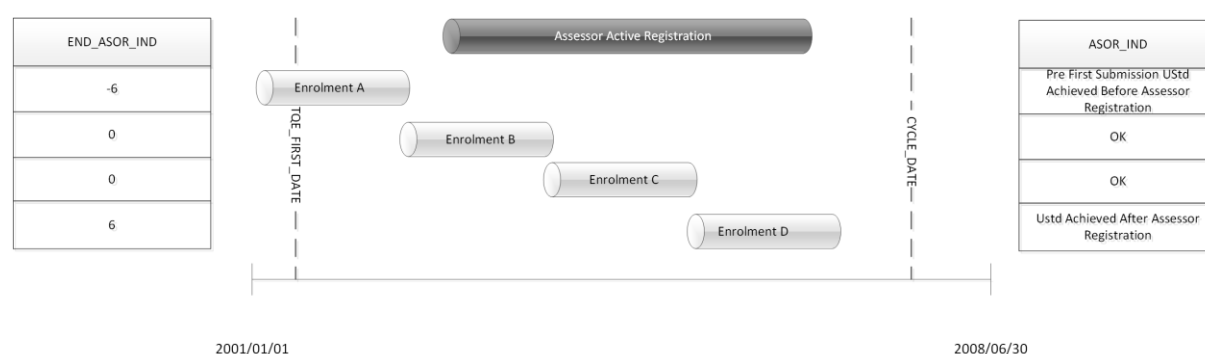 Assessor Active Registration
END_ASOR_IND
ASOR_IND
-6
Enrolment A
Pre First Submission UStd
Achieved Before Assessor
Registration
TQE_FIRST_DATE
CYCLE_DATE
0
Enrolment B
OK
0
Enrolment C
OK
6
Enrolment D
Ustd Achieved After Assessor
Registration
2001/01/01
2008/06/30